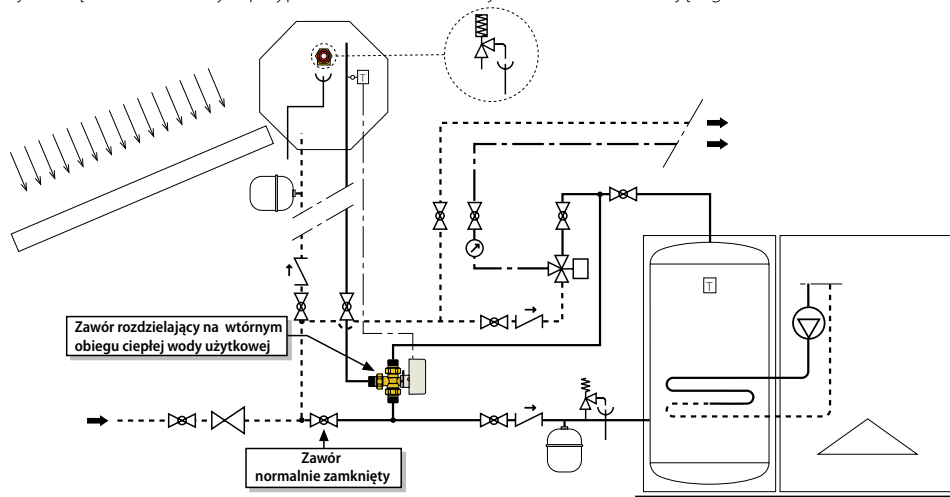 T
T
Zawór rozdzielający na wtórnym
obiegu ciepłej wody użytkowej
Zawór
normalnie zamknięty